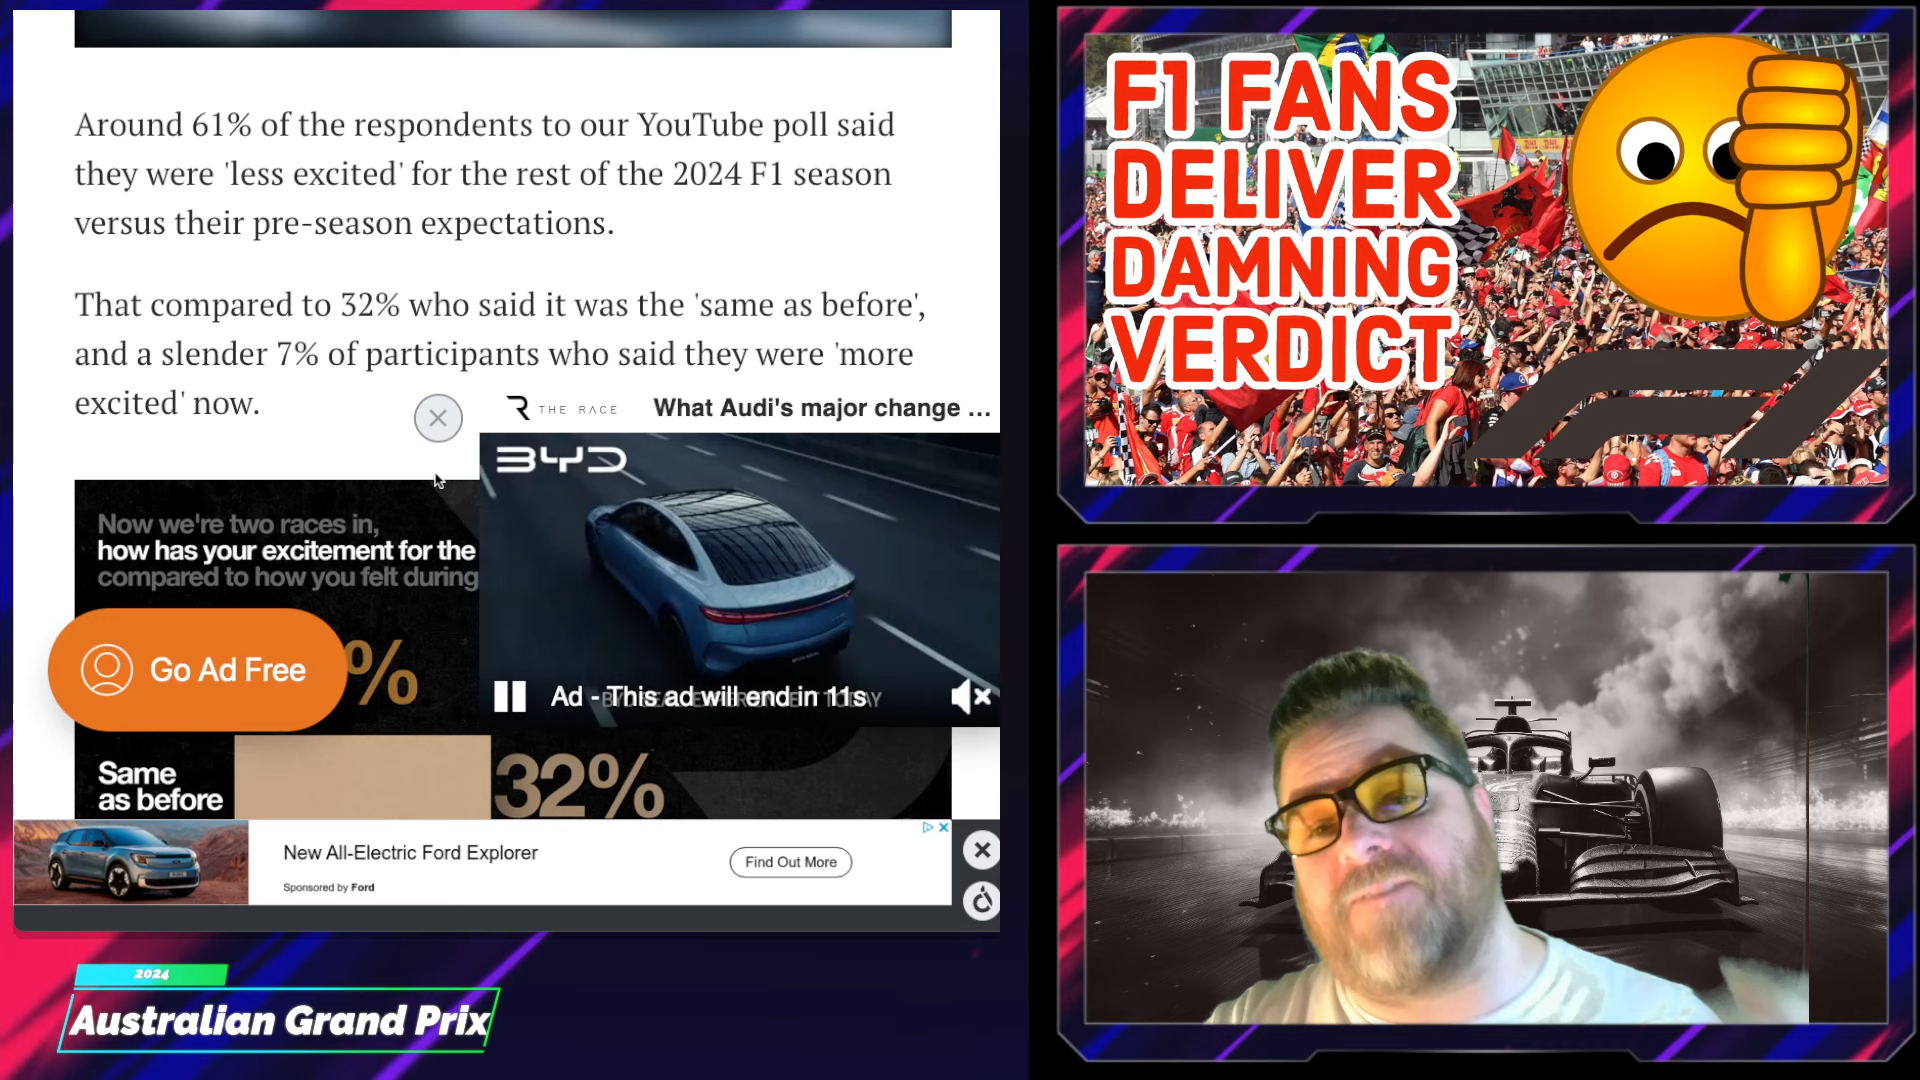 Around 61% of the respondents to our YouTube poll said
they were 'less excited' for the rest of the 2024 F1 season
versus their pre-season expectations.
That compared to 32% who said it was the 'same as before',
and a slender 7% of participants who said they were 'more
excited' now.
THE RACE What Audi's major change ...
BYD
Now we're two races in,
how has your excitement for the
compared to how you felt during
Go Ad Free
%
Ad - This ad will end in 11s
Same
as before
32%
New All-Electric Ford Explorer
Sponsored by Ford
Find Out More
2024
Australian Grand Prix
F1 FANS
DELIVER
DAMNING
VERDICT
F1